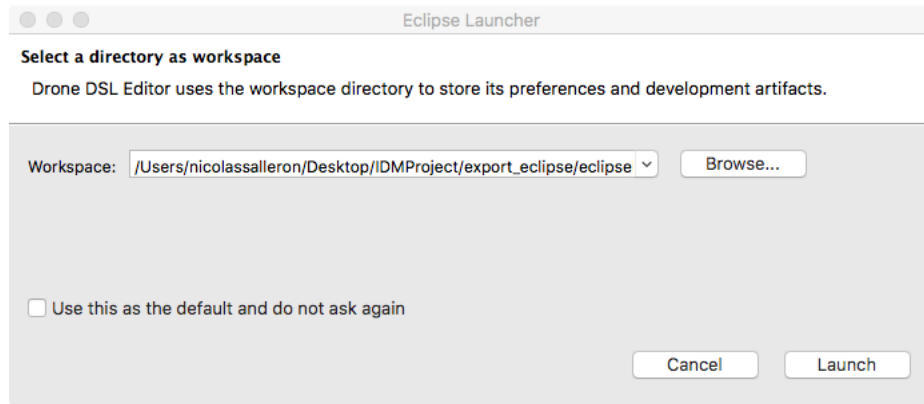 Eclipse Launcher
Select a directory as workspace
Drone DSL Editor uses the workspace directory to store its preferences and development artifacts.
Workspace: /Users/nicolassalleron/Desktop/IDMProject/export_eclipse/eclipse Browse...
Use this as the default and do not ask again
Cancel Launch